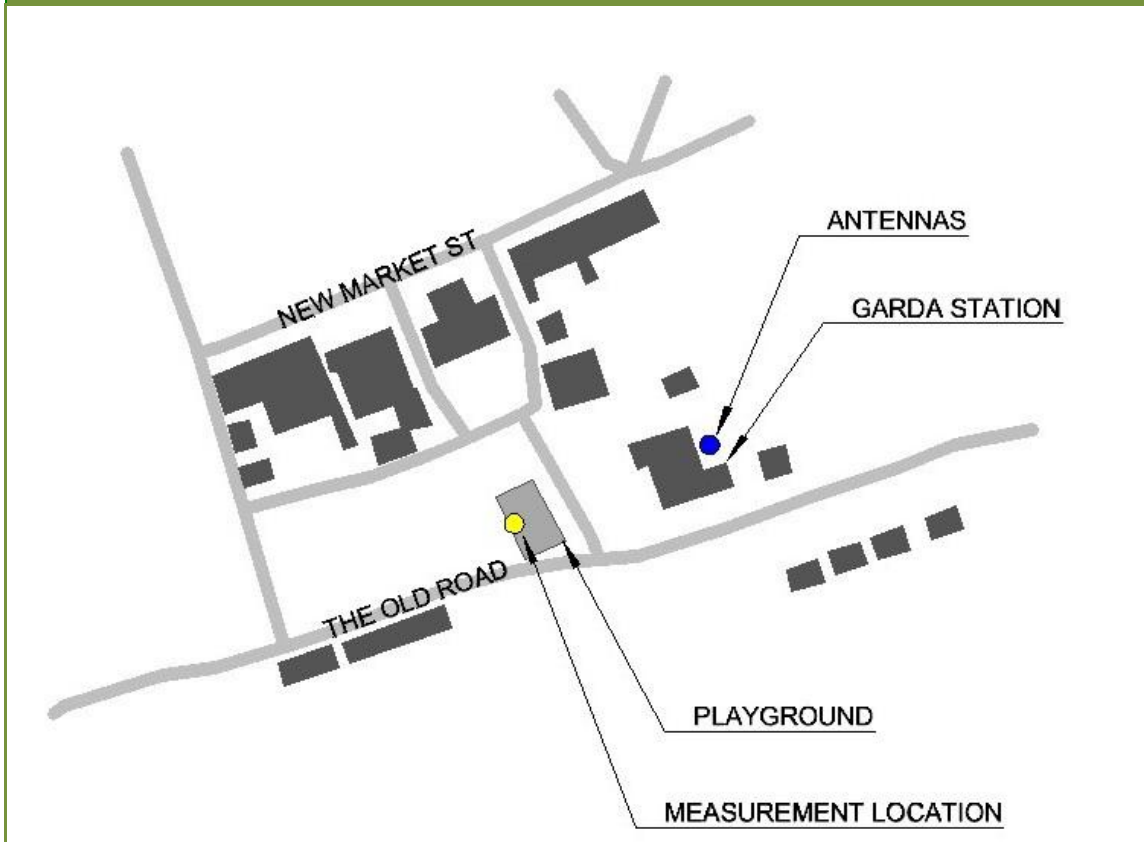 ANTENNAS
NEW MARKET ST
GARDA STATION
THE OLD ROAD
PLAYGROUND
MEASUREMENT LOCATION